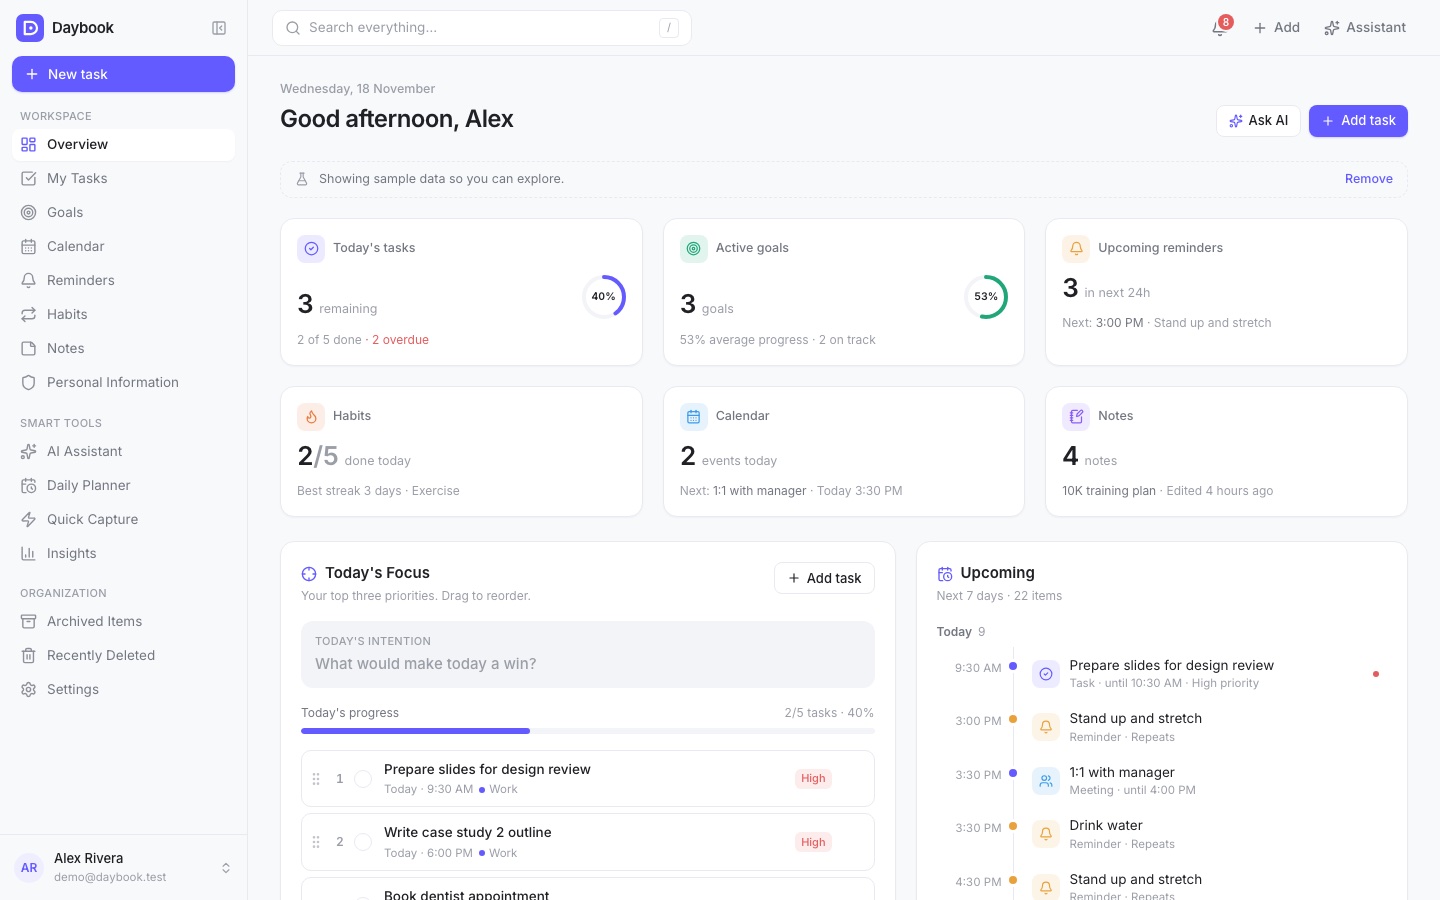 Daybook
New task
WORKSPACE
Overview
My Tasks
Goals
Calendar
Reminders
Habits
Notes
Personal Information
SMART TOOLS
AI Assistant
Daily Planner
Quick Capture
Insights
ORGANIZATION
Archived Items
Recently Deleted
Settings
AR
Alex Rivera
demo@daybook.test
Search everything...
/
8
Add
Assistant
Wednesday, 18 November
Good afternoon, Alex
Ask AI
Add task
Showing sample data so you can explore.
Remove
Today's tasks
3 remaining
40%
2 of 5 done · 2 overdue
Active goals
3 goals
53%
53% average progress · 2 on track
Upcoming reminders
3 in next 24h
Next: 3:00 PM · Stand up and stretch
Habits
2/5 done today
Best streak 3 days · Exercise
Calendar
2 events today
Next: 1:1 with manager · Today 3:30 PM
Notes
4 notes
10K training plan · Edited 4 hours ago
Today's Focus
Your top three priorities. Drag to reorder.
Add task
TODAY'S INTENTION
What would make today a win?
Today's progress
2/5 tasks · 40%
1
Prepare slides for design review
Today · 9:30 AM
Work
High
2
Write case study 2 outline
Today · 6:00 PM
Work
High
Book dentist appointment
Upcoming
Next 7 days · 22 items
Today 9
9:30 AM
Prepare slides for design review
Task · until 10:30 AM · High priority
3:00 PM
Stand up and stretch
Reminder · Repeats
3:30 PM
1:1 with manager
Meeting · until 4:00 PM
3:30 PM
Drink water
Reminder · Repeats
4:30 PM
Stand up and stretch
Reminder · Repeats